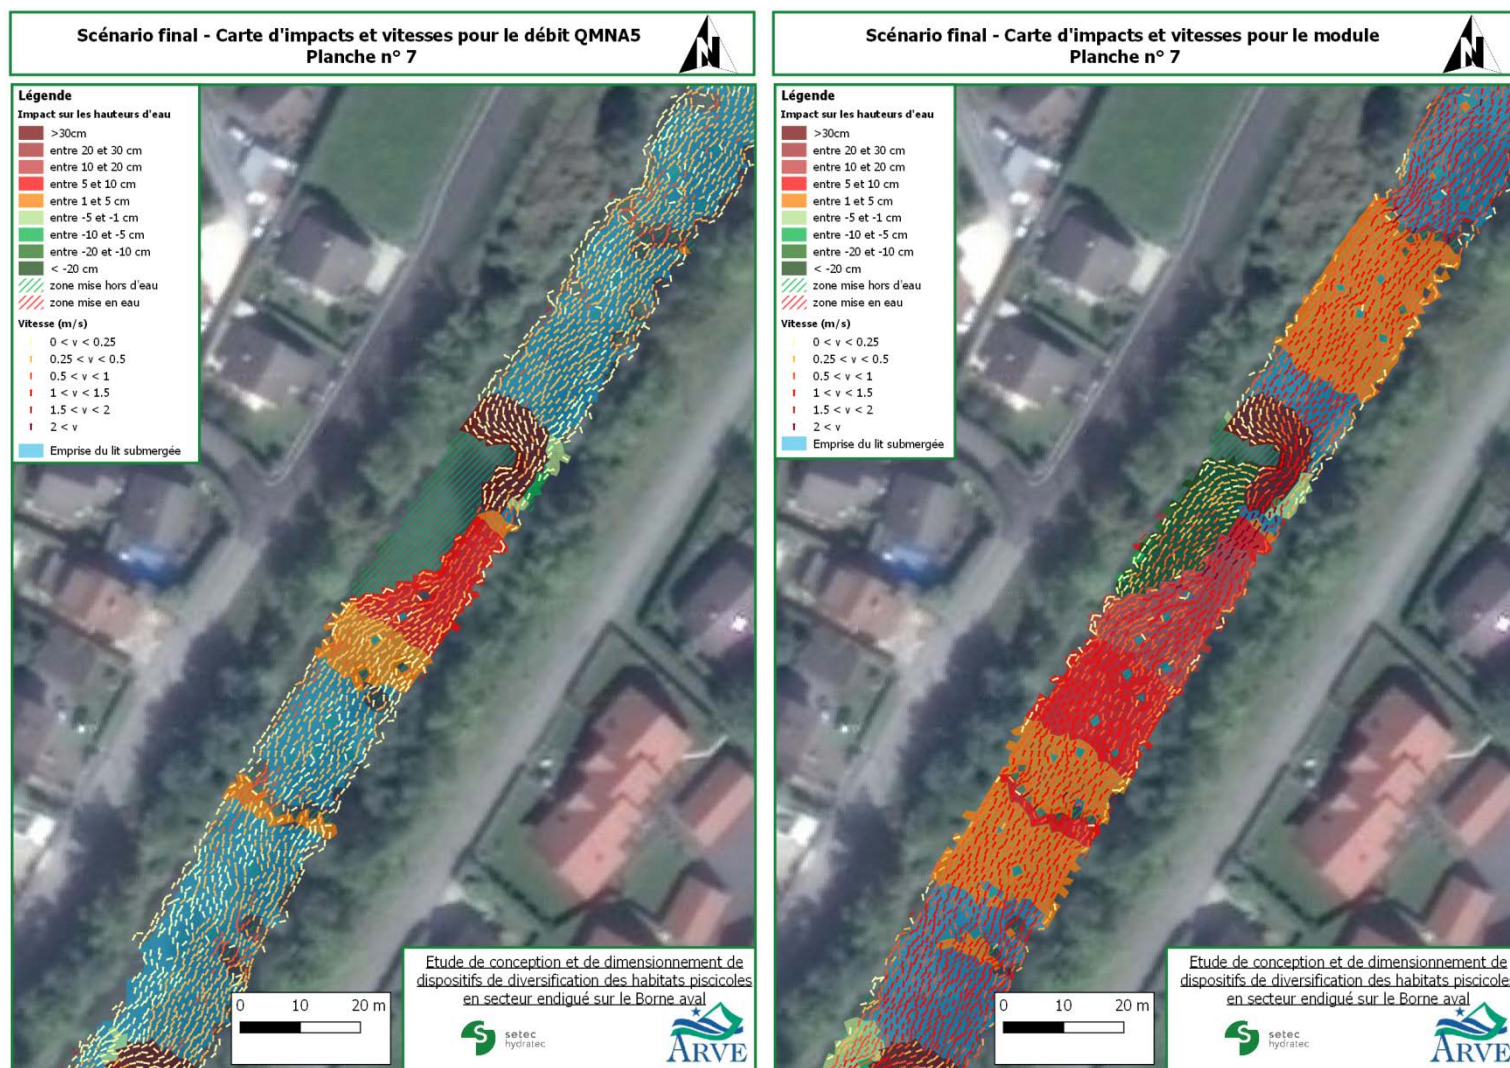 Scénario final - Carte d'impacts et vitesses pour le débit QMNA5
Planche n° 7
N
Légende
Impact sur les hauteurs d'eau
>30cm
entre 20 et 30 cm
entre 10 et 20 cm
entre 5 et 10 cm
entre 1 et 5 cm
entre -5 et -1 cm
entre -10 et -5 cm
entre -20 et -10 cm
< -20 cm
zone mise hors d'eau
zone mise en eau
Vitesse (m/s)
0 < v < 0.25
0.25 < v < 0.5
0.5 < v < 1
1 < v < 1.5
1.5 < v < 2
2 < v
Emprise du lit submergée
0 10 20 m
Etude de conception et de dimensionnement de
dispositifs de diversification des habitats piscicoles
en secteur endigué sur le Borne aval
setec
hydratec
ARVE
Scénario final - Carte d'impacts et vitesses pour le module
Planche n° 7
N
Légende
Impact sur les hauteurs d'eau
>30cm
entre 20 et 30 cm
entre 10 et 20 cm
entre 5 et 10 cm
entre 1 et 5 cm
entre -5 et -1 cm
entre -10 et -5 cm
entre -20 et -10 cm
< -20 cm
zone mise hors d'eau
zone mise en eau
Vitesse (m/s)
0 < v < 0.25
0.25 < v < 0.5
0.5 < v < 1
1 < v < 1.5
1.5 < v < 2
2 < v
Emprise du lit submergée
0 10 20 m
Etude de conception et de dimensionnement de
dispositifs de diversification des habitats piscicoles
en secteur endigué sur le Borne aval
setec
hydratec
ARVE